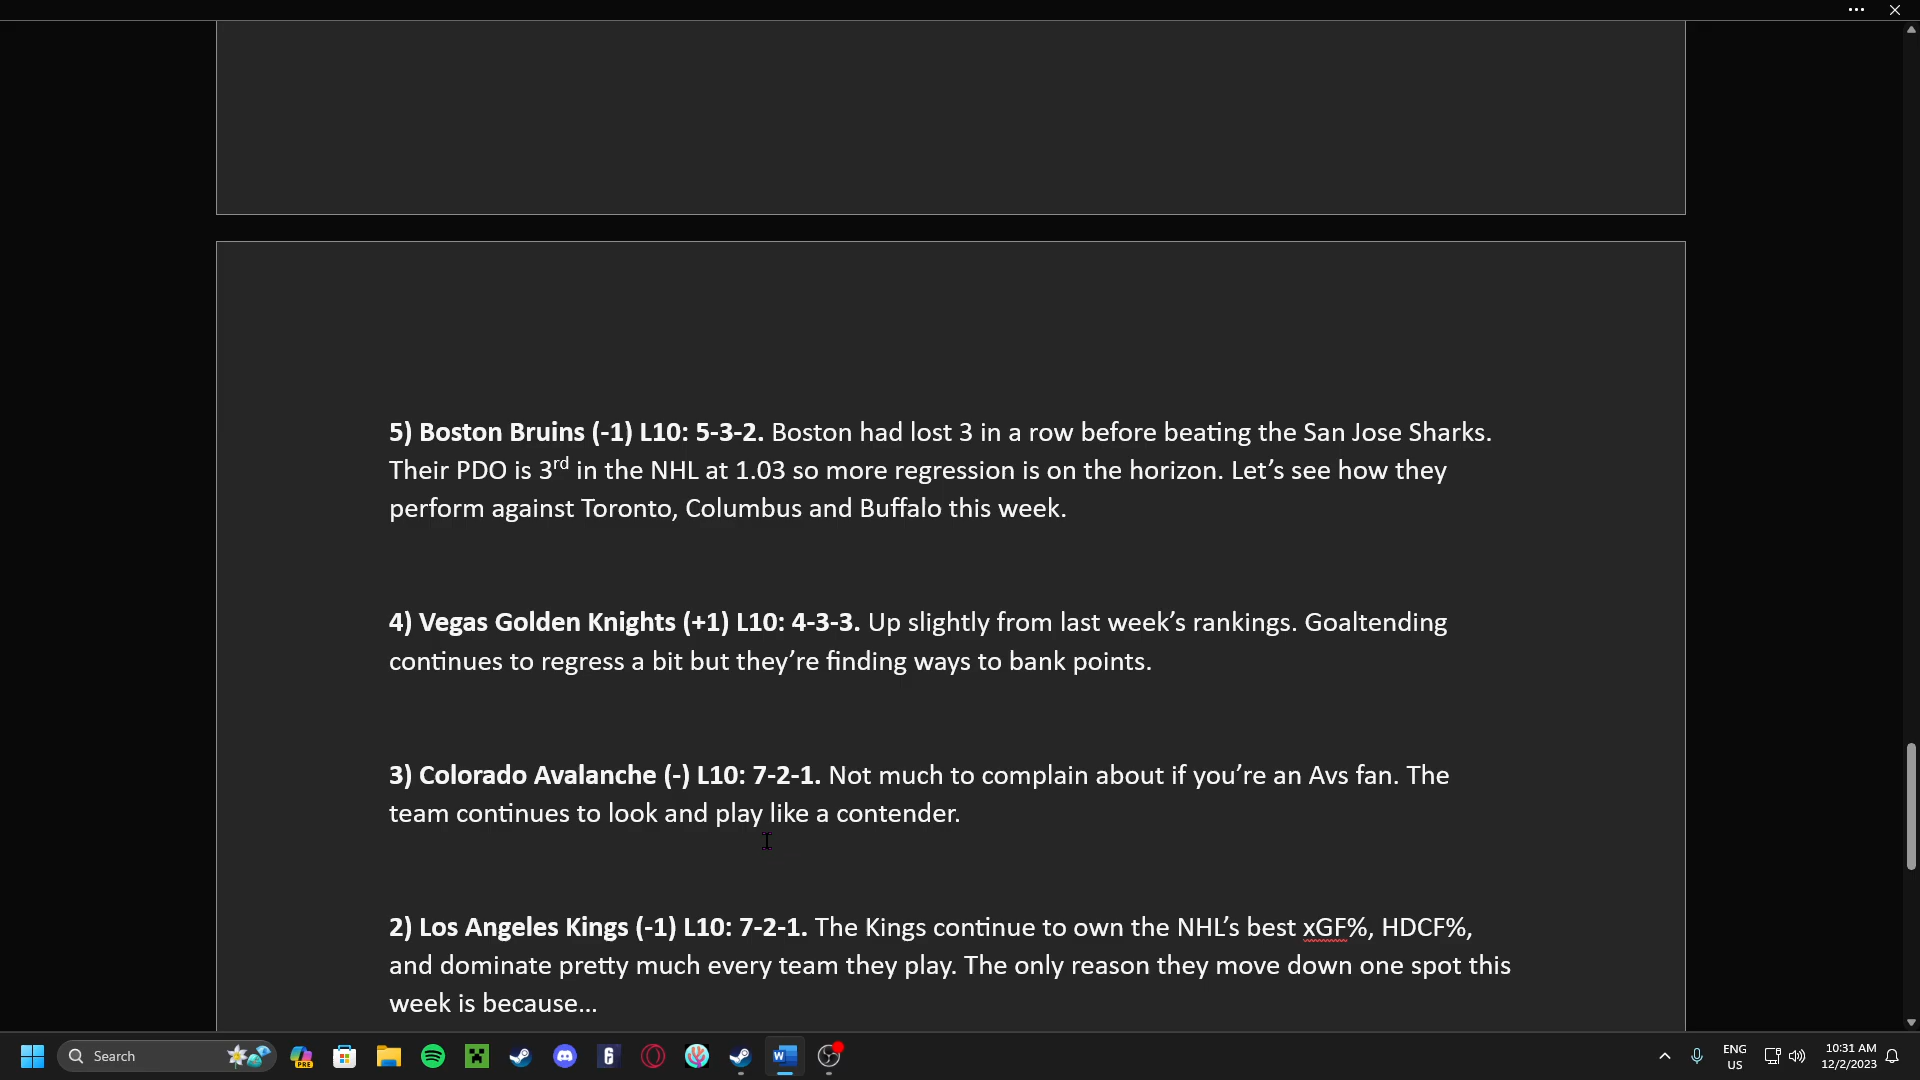 5) Boston Bruins (-1) L10: 5-3-2. Boston had lost 3 in a row before beating the San Jose Sharks.
Their PDO is 3rd in the NHL at 1.03 so more regression is on the horizon. Let’s see how they
perform against Toronto, Columbus and Buffalo this week.
4) Vegas Golden Knights (+1) L10: 4-3-3. Up slightly from last week’s rankings. Goaltending
continues to regress a bit but they’re finding ways to bank points.
3) Colorado Avalanche (-) L10: 7-2-1. Not much to complain about if you’re an Avs fan. The
team continues to look and play like a contender.
2) Los Angeles Kings (-1) L10: 7-2-1. The Kings continue to own the NHL’s best xGF%, HDCF%,
and dominate pretty much every team they play. The only reason they move down one spot this
week is because...
Search
PRE
W
ENG
US
10:31 AM
12/2/2023